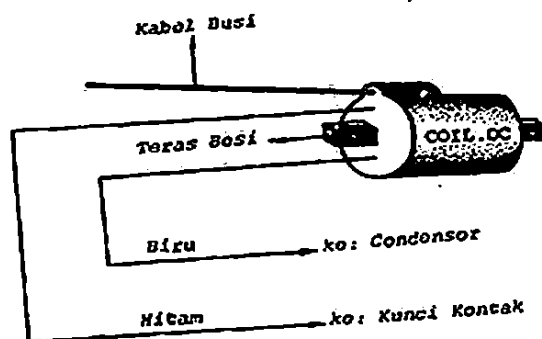 Kabel Busi
COIL.DC
Teras Besi
Biru
ke: Condensor
Hitam
ke: Kunci Kontak